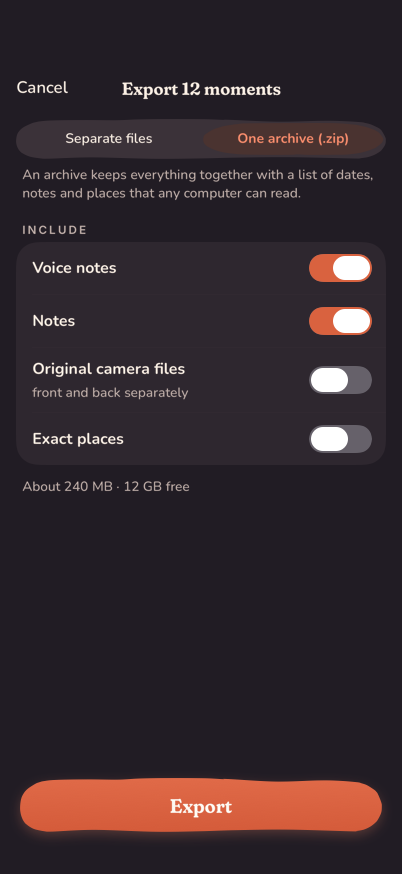 Cancel
Export 12 moments
Separate files
One archive (.zip)
An archive keeps everything together with a list of dates,
notes and places that any computer can read.
INCLUDE
Voice notes
Notes
Original camera files
front and back separately
Exact places
About 240 MB · 12 GB free
Export